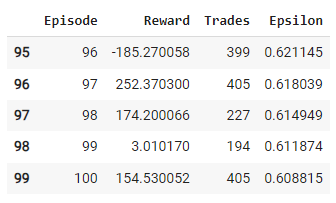 Episode Reward Trades Epsilon
95 96 -185.270058 399 0.621145
96 97 252.370300 405 0.618039
97 98 174.200066 227 0.614949
98 99 3.010170 194 0.611874
99 100 154.530052 405 0.608815